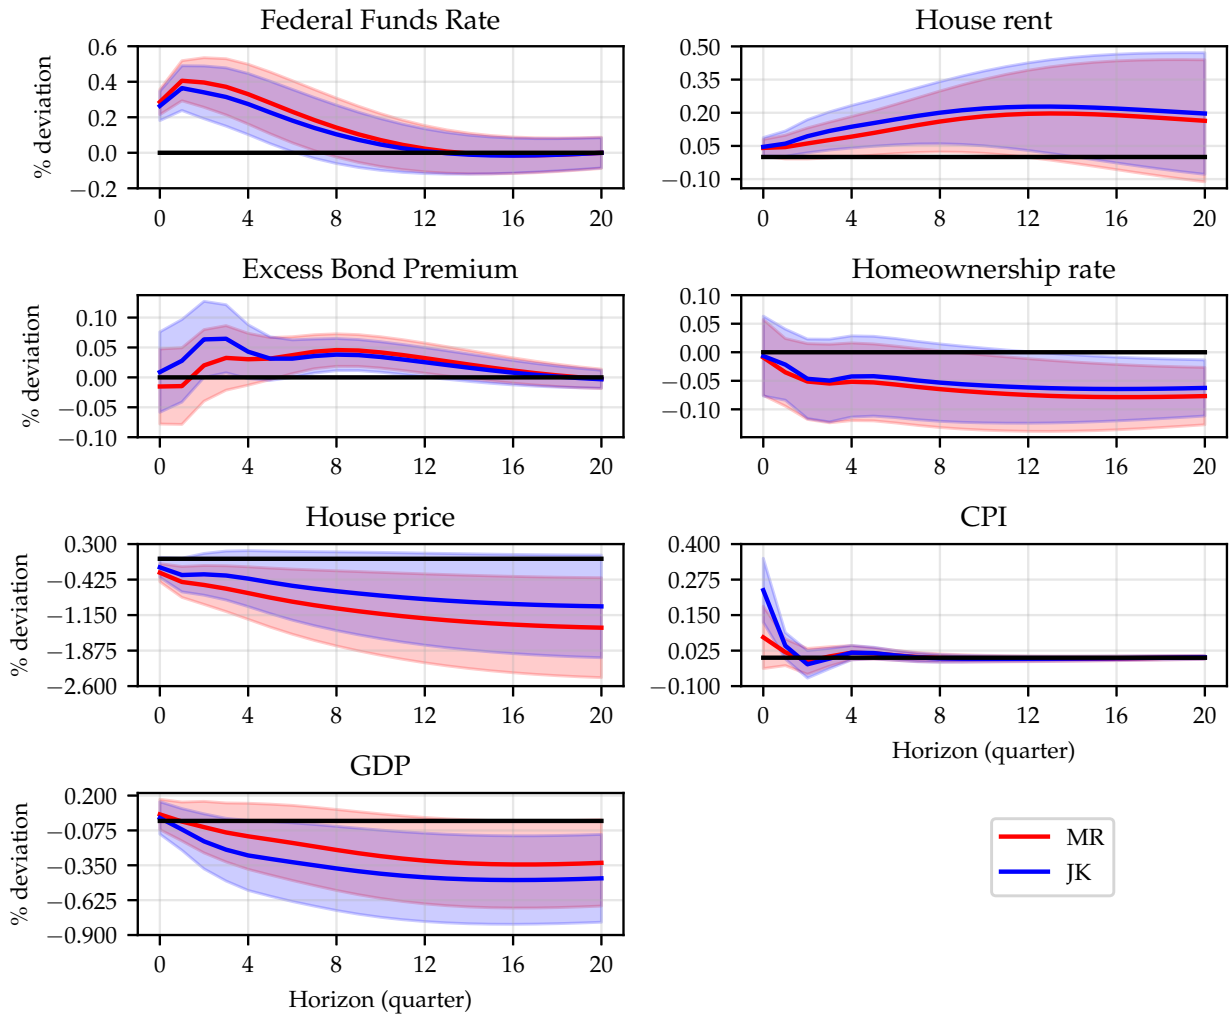 Federal Funds Rate
% deviation
0.6
0.4
0.2
0.0
−0.2
0 4 8 12 16 20
House rent
0.50
0.35
0.20
0.05
−0.10
0 4 8 12 16 20
Excess Bond Premium
% deviation
0.10
0.05
0.00
−0.05
−0.10
0 4 8 12 16 20
Homeownership rate
0.10
0.05
0.00
−0.05
−0.10
0 4 8 12 16 20
House price
% deviation
0.300
−0.425
−1.150
−1.875
−2.600
0 4 8 12 16 20
CPI
0.400
0.275
0.150
0.025
−0.100
0 4 8 12 16 20
Horizon (quarter)
GDP
% deviation
0.200
−0.075
−0.350
−0.625
−0.900
0 4 8 12 16 20
Horizon (quarter)
MR
JK